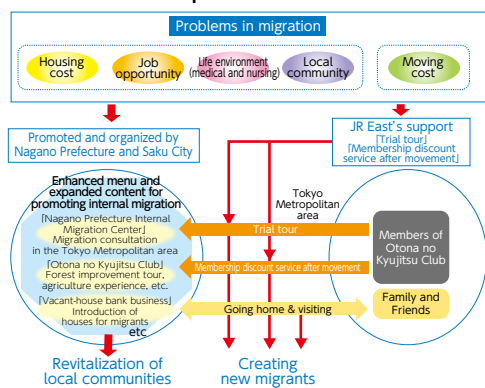 Problems in migration
Housing
cost
Job
opportunity
Life environment
(medical and nursing)
Local
community
Moving
cost
Promoted and organized by
Nagano Prefecture and Saku City
JR East's support
「Trial tour」
「Membership discount
service after movement」
Enhanced menu and
expanded content for
promoting internal migration
「Nagano Prefecture Internal
Migration Center」
Migration consultation
in the Tokyo Metropolitan area
「Otona no Kyujitsu Club」
Forest improvement tour,
agriculture experience, etc.
「Vacant-house bank business」
Introduction of
houses for migrants
etc
Tokyo
Metropolitan
area
Trial tour
Membership discount service after movement
Going home & visiting
Members of
Otona no
Kyujitsu Club
Family and
Friends
Revitalization of
local communities
Creating
new migrants